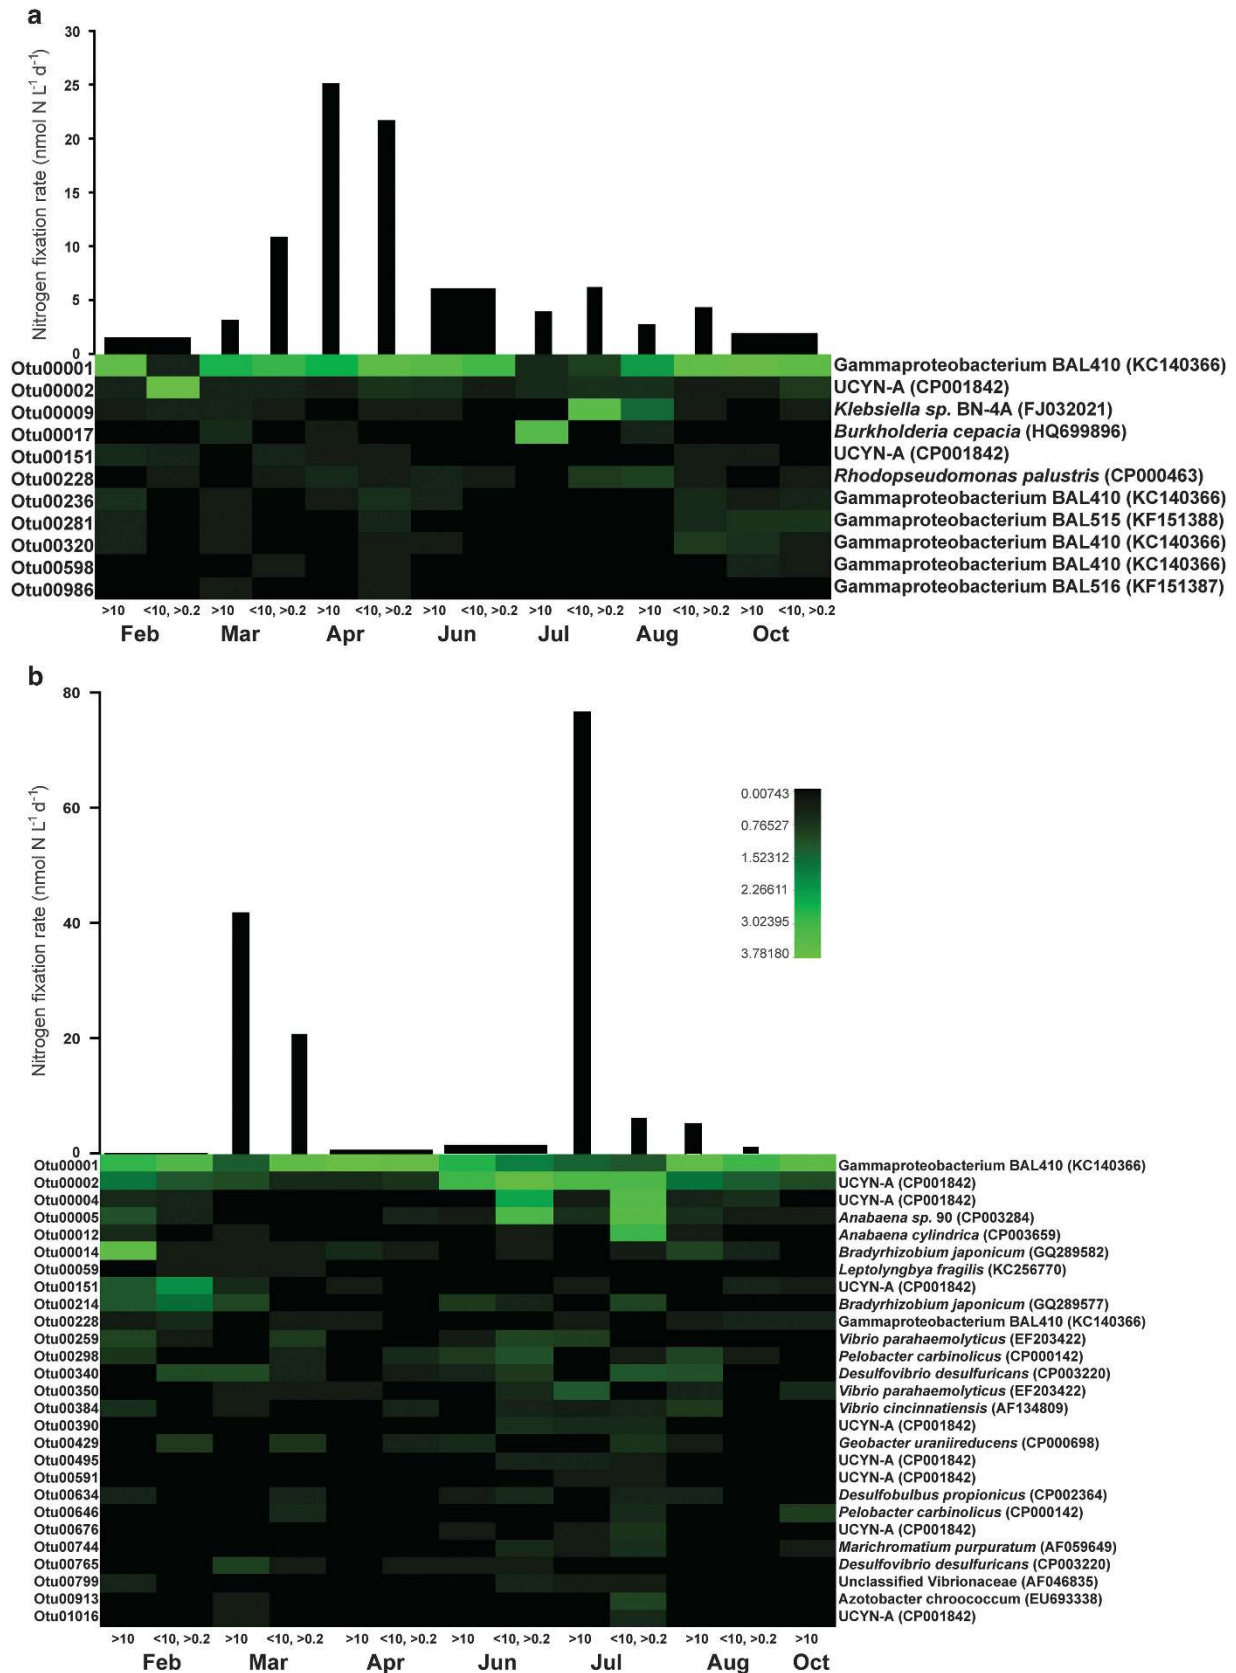 a
Nitrogen fixation rate (nmol N L-1 d-1)
30
25
20
15
10
5
0
Otu00001 Gammaproteobacterium BAL410 (KC140366)
Otu00002 UCYN-A (CP001842)
Otu00009 Klebsiella sp. BN-4A (FJ032021)
Otu00017 Burkholderia cepacia (HQ699896)
Otu00151 UCYN-A (CP001842)
Otu00228 Rhodopseudomonas palustris (CP000463)
Otu00236 Gammaproteobacterium BAL410 (KC140366)
Otu00281 Gammaproteobacterium BAL515 (KF151388)
Otu00320 Gammaproteobacterium BAL410 (KC140366)
Otu00598 Gammaproteobacterium BAL410 (KC140366)
Otu00986 Gammaproteobacterium BAL516 (KF151387)
>10 <10, >0.2 >10 <10, >0.2 >10 <10, >0.2 >10 <10, >0.2 >10 <10, >0.2 >10 <10, >0.2 >10 <10, >0.2
Feb Mar Apr Jun Jul Aug Oct
b
Nitrogen fixation rate (nmol N L-1 d-1)
80
60
40
20
0
0.00743
0.76527
1.52312
2.26611
3.02395
3.78180
Otu00001 Gammaproteobacterium BAL410 (KC140366)
Otu00002 UCYN-A (CP001842)
Otu00004 UCYN-A (CP001842)
Otu00005 Anabaena sp. 90 (CP003284)
Otu00012 Anabaena cylindrica (CP003659)
Otu00014 Bradyrhizobium japonicum (GQ289582)
Otu00059 Leptolyngbya fragilis (KC256770)
Otu00151 UCYN-A (CP001842)
Otu00214 Bradyrhizobium japonicum (GQ289577)
Otu00228 Gammaproteobacterium BAL410 (KC140366)
Otu00259 Vibrio parahaemolyticus (EF203422)
Otu00298 Pelobacter carbinolicus (CP000142)
Otu00340 Desulfovibrio desulfuricans (CP003220)
Otu00350 Vibrio parahaemolyticus (EF203422)
Otu00384 Vibrio cincinnatiensis (AF134809)
Otu00390 UCYN-A (CP001842)
Otu00429 Geobacter uraniireducens (CP000698)
Otu00495 UCYN-A (CP001842)
Otu00591 UCYN-A (CP001842)
Otu00634 Desulfobulbus propionicus (CP002364)
Otu00646 Pelobacter carbinolicus (CP000142)
Otu00676 UCYN-A (CP001842)
Otu00744 Marichromatium purpuratum (AF059649)
Otu00765 Desulfovibrio desulfuricans (CP003220)
Otu00799 Unclassified Vibrionaceae (AF046835)
Otu00913 Azotobacter chroococcum (EU693338)
Otu01016 UCYN-A (CP001842)
>10 <10, >0.2 >10 <10, >0.2 >10 <10, >0.2 >10 <10, >0.2 >10 <10, >0.2 >10 <10, >0.2 >10
Feb Mar Apr Jun Jul Aug Oct